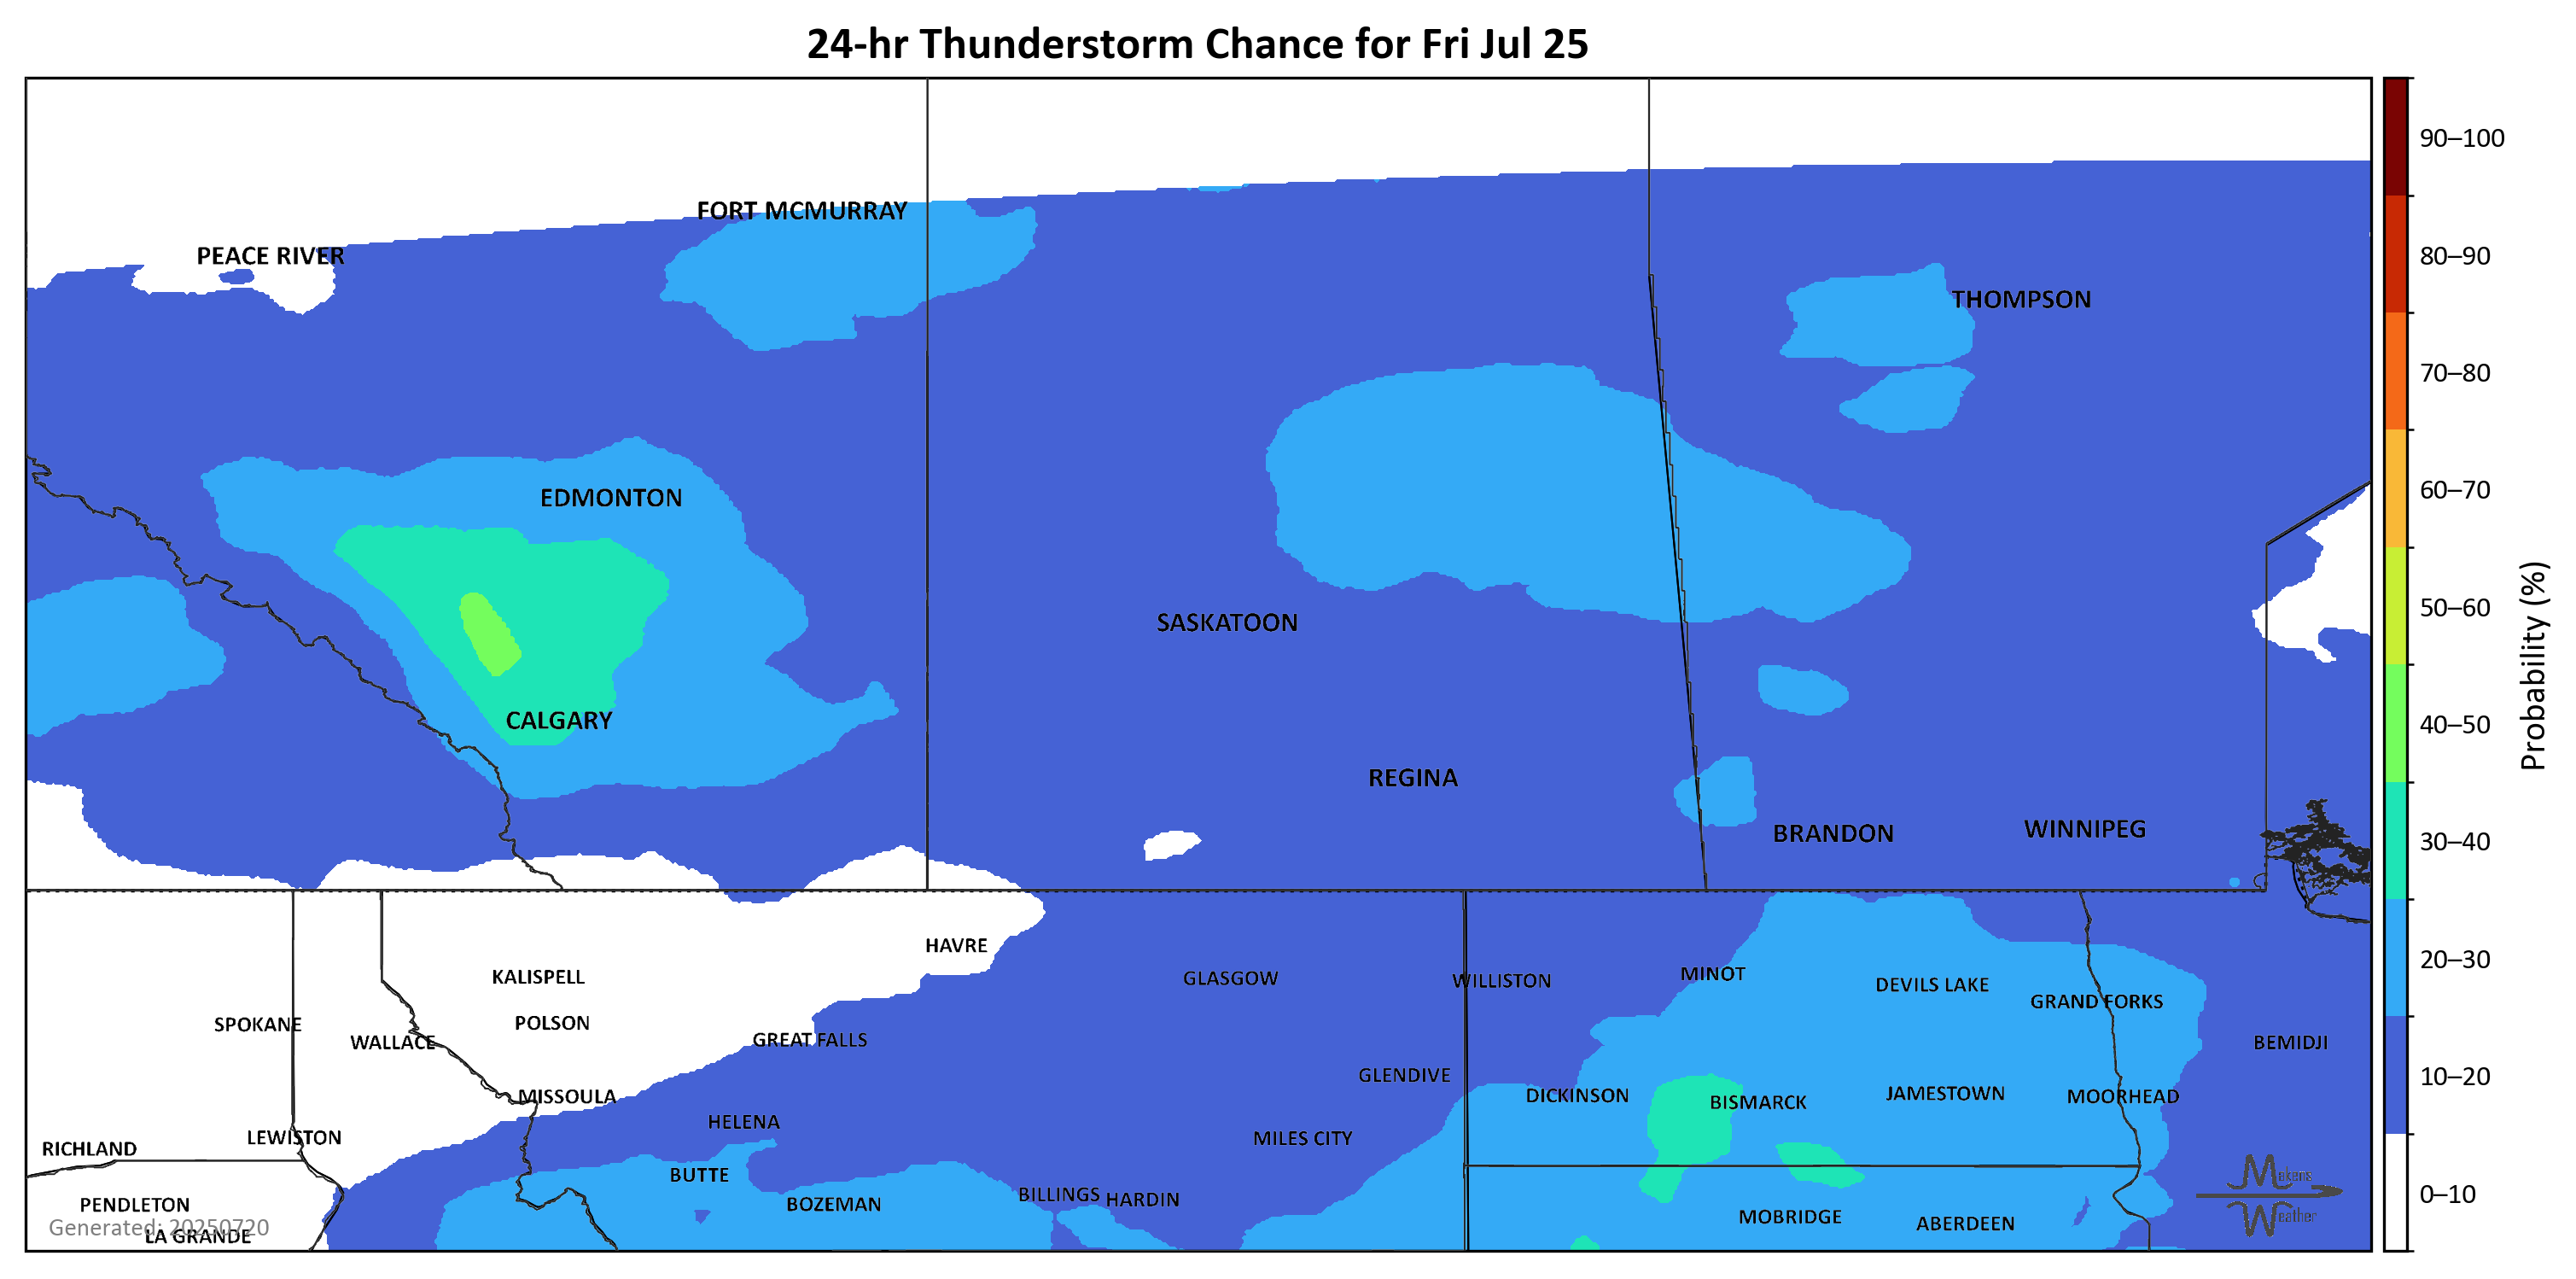 24-hr Thunderstorm Chance for Fri Jul 25
90–100
FORT MCMURRAY
PEACE RIVER
80–90
THOMPSON
70–80
EDMONTON
60–70
SASKATOON
50–60
Probability (%)
CALGARY
40–50
REGINA
BRANDON
WINNIPEG
30–40
HAVRE
KALISPELL
GLASGOW
WILLISTON
MINOT
DEVILS LAKE
20–30
GRAND FORKS
SPOKANE
POLSON
WALLACE
GREAT FALLS
BEMIDJI
GLENDIVE
10–20
MISSOULA
DICKINSON
BISMARCK
JAMESTOWN
MOORHEAD
HELENA
LEWISTON
MILES CITY
RICHLAND
BUTTE
Mekens
BILLINGS
HARDIN
0–10
PENDLETON
BOZEMAN
MOBRIDGE
ABERDEEN
Weather
Generated: 20250720
LA GRANDE